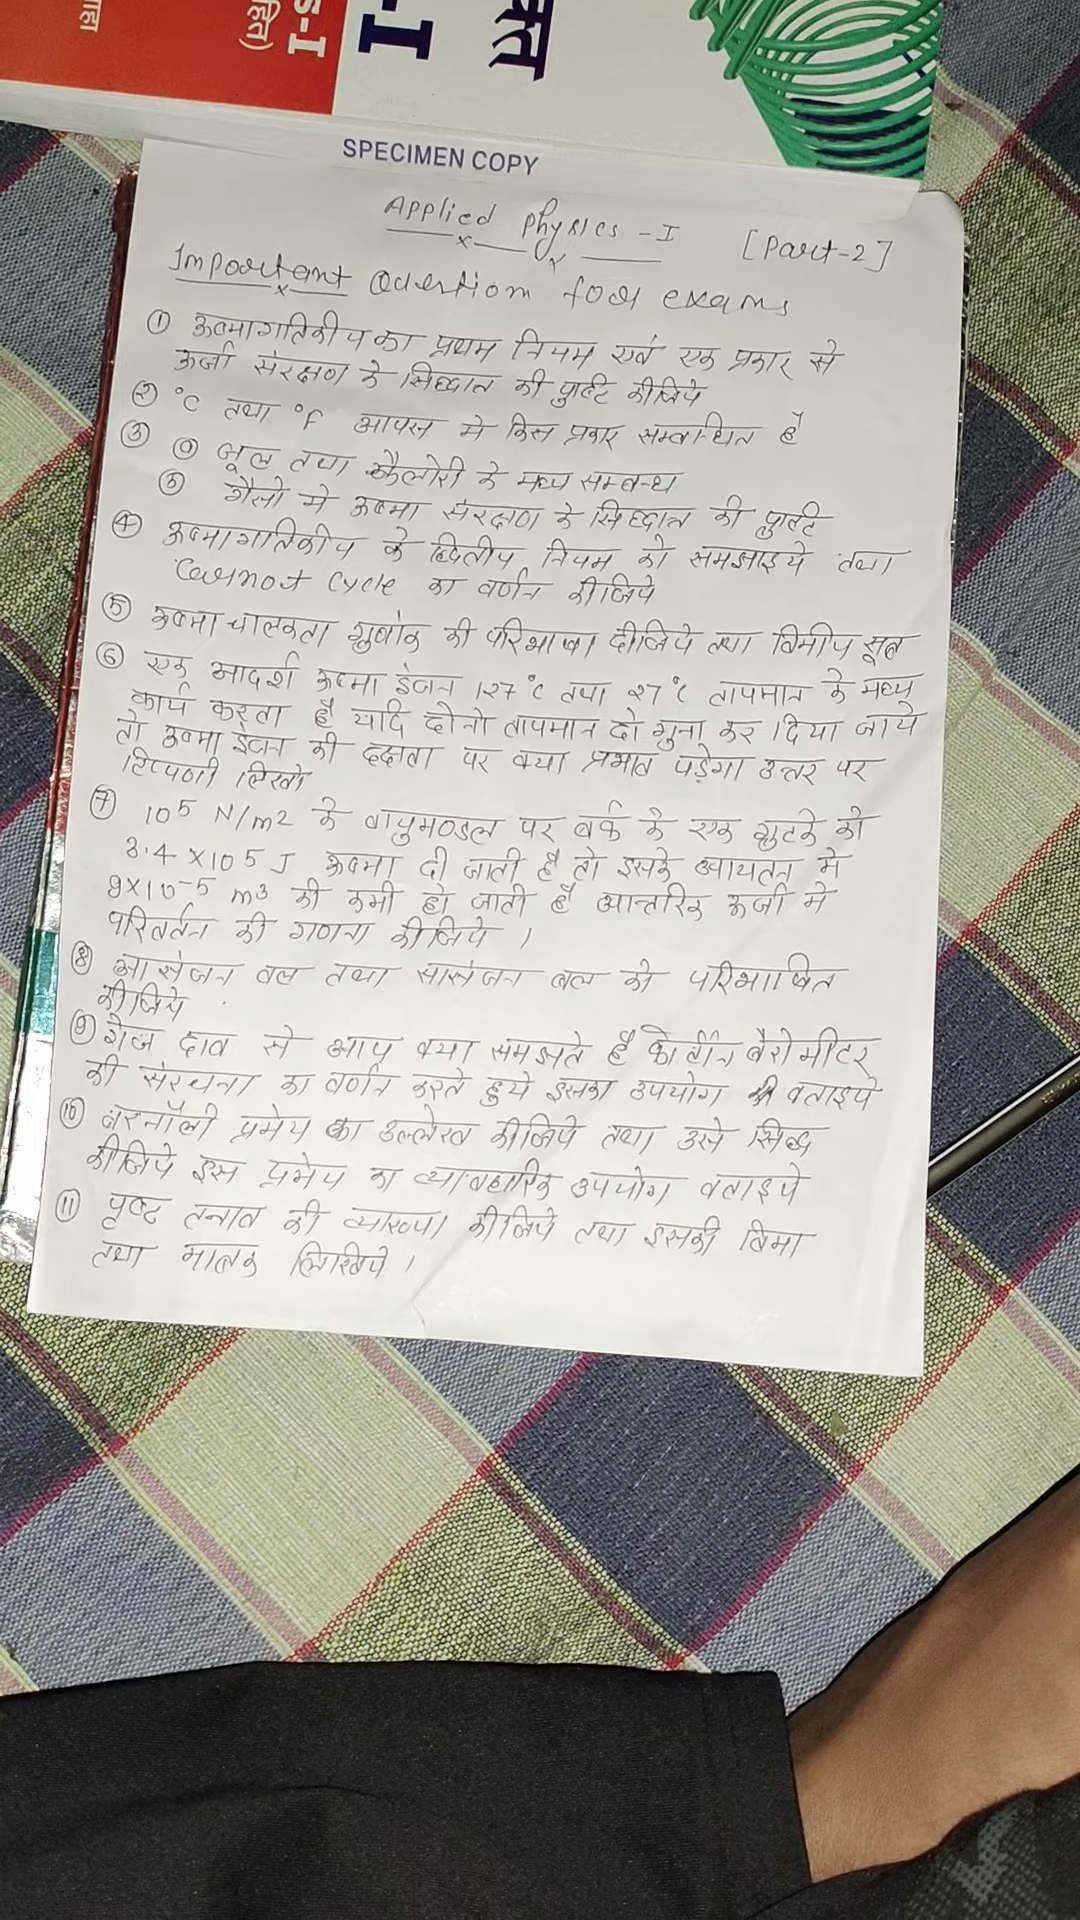 ाल
S-I
हित)
-I
SPECIMEN COPY
Applied physics - I [Part-2]
Important Question for exams
① ऊष्मागतिकीय का प्रथम नियम एवं एक प्रकार से
ऊर्जा संरक्षण के सिद्धांत की पुष्टि कीजिये
② °C तथा °F आपस मे किस प्रकार सम्बन्धित है
③ ⓐ जूल तथा कैलोरी के मध्य सम्बन्ध
ⓑ गैसो मे ऊष्मा संरक्षण के सिद्धांत की पुष्टि
④ ऊष्मागतिकीय के द्वितीय नियम को समझाइये तथा
Carnot Cycle का वर्णन कीजिये
⑤ ऊष्मा चालकता गुणांक की परिभाषा दीजिये तथा विमीय सूत्र
⑥ एक आदर्श ऊष्मा इंजन 127°C तथा 27°C तापमान के मध्य
कार्य करता है यदि दोनो तापमान दो गुना कर दिया जाये
तो ऊष्मा इंजन की दक्षता पर क्या प्रभाव पड़ेगा उत्तर पर
टिप्पणी लिखो
⑦ 10⁵ N/m2 के वायुमण्डल पर बर्फ के एक गुटके को
3.4 ×10⁵ J ऊष्मा दी जाती है तो इसके आयतन मे
9×10⁻⁵ m3 की कमी हो जाती है आन्तरिक ऊर्जा मे
परिवर्तन की गणना कीजिये ।
⑧ आसंजन बल तथा सासंजन बल को परिभाषित
कीजिये
⑨ गेज दाब से आप क्या समझते है फोर्टीन बैरोमीटर
की संरचना का वर्णन करते हुये इसका उपयोग भी बताइये
⑩ बरनॉली प्रमेय का उल्लेख कीजिये तथा उसे सिद्ध
कीजिये इस प्रमेय का व्यावहारिक उपयोग बताइये
⑪ पृष्ट तनाव की व्याख्या कीजिये तथा इसकी विमा
तथा मात्रक लिखिये ।